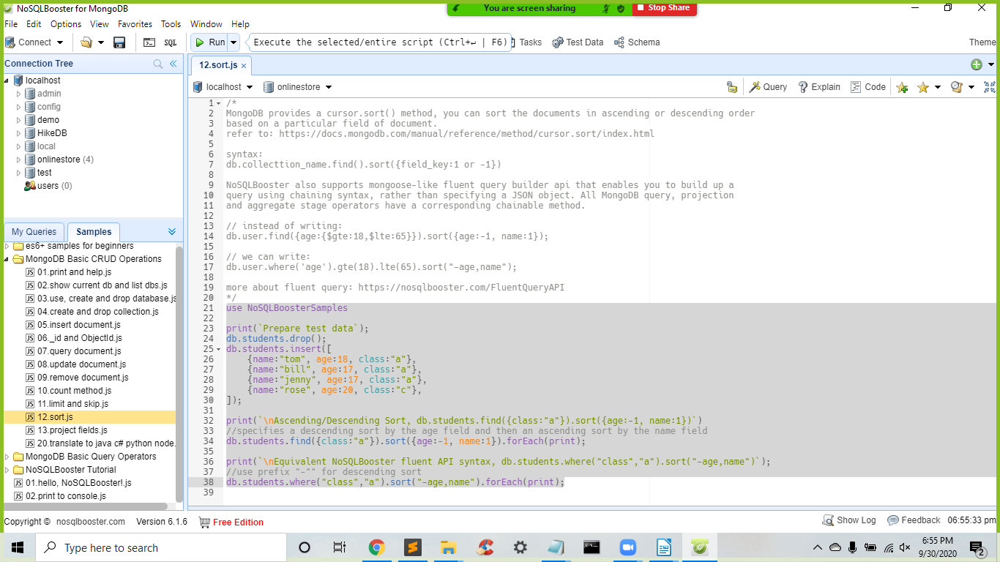 NoSQLBooster for MongoDB
You are screen sharing
Stop Share
File Edit Options View Favorites Tools Window Help
Connect SQL Run Execute the selected/entire script (Ctrl+↵ | F6) Tasks Test Data Schema Theme
Connection Tree
localhost
admin
config
demo
HikeDB
local
onlinestore (4)
test
users (0)
My Queries Samples
es6+ samples for beginners
MongoDB Basic CRUD Operations
JS 01.print and help.js
JS 02.show current db and list dbs.js
JS 03.use, create and drop database.js
JS 04.create and drop collection.js
JS 05.insert document.js
JS 06._id and ObjectId.js
JS 07.query document.js
JS 08.update document.js
JS 09.remove document.js
JS 10.count method.js
JS 11.limit and skip.js
JS 12.sort.js
JS 13.project fields.js
JS 20.translate to java c# python node.
MongoDB Basic Query Operators
NoSQLBooster Tutorial
JS 01.hello, NoSQLBooster!.js
JS 02.print to console.js
12.sort.js ×
localhost onlinestore Query Explain Code
1 /*
2 MongoDB provides a cursor.sort() method, you can sort the documents in ascending or descending order
3 based on a particular field of document.
4 refer to: https://docs.mongodb.com/manual/reference/method/cursor.sort/index.html
5
6 syntax:
7 db.collecttion_name.find().sort({field_key:1 or -1})
8
9 NoSQLBooster also supports mongoose-like fluent query builder api that enables you to build up a
10 query using chaining syntax, rather than specifying a JSON object. All MongoDB query, projection
11 and aggregate stage operators have a corresponding chainable method.
12
13 // instead of writing:
14 db.user.find({age:{$gte:18,$lte:65}}).sort({age:-1, name:1});
15
16 // we can write:
17 db.user.where('age').gte(18).lte(65).sort("-age,name");
18
19 more about fluent query: https://nosqlbooster.com/FluentQueryAPI
20 */
21 use NoSQLBoosterSamples
22
23 print(`Prepare test data`);
24 db.students.drop();
25 db.students.insert([
26 {name:"tom", age:18, class:"a"},
27 {name:"bill", age:17, class:"a"},
28 {name:"jenny", age:17, class:"a"},
29 {name:"rose", age:20, class:"c"},
30 ]);
31
32 print(`\nAscending/Descending Sort, db.students.find({class:"a"}).sort({age:-1, name:1})`)
33 //specifies a descending sort by the age field and then an ascending sort by the name field
34 db.students.find({class:"a"}).sort({age:-1, name:1}).forEach(print);
35
36 print(`\nEquivalent NoSQLBooster fluent API syntax, db.students.where("class","a").sort("-age,name")`);
37 //use prefix "-"" for descending sort
38 db.students.where("class","a").sort("-age,name").forEach(print);
39
Copyright © nosqlbooster.com Version 6.1.6 Free Edition Show Log Feedback 06:55:33 pm
Type here to search
6:55 PM
9/30/2020
2